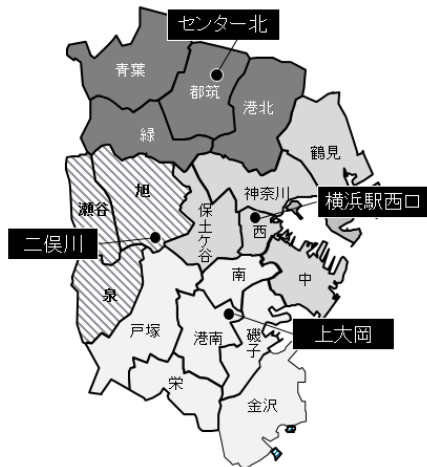 センター北
青葉
都筑
港北
緑
鶴見
旭
神奈川
瀬谷
保土ケ谷
西
横浜駅西口
二俣川
中
南
泉
戸塚
港南
磯子
上大岡
栄
金沢